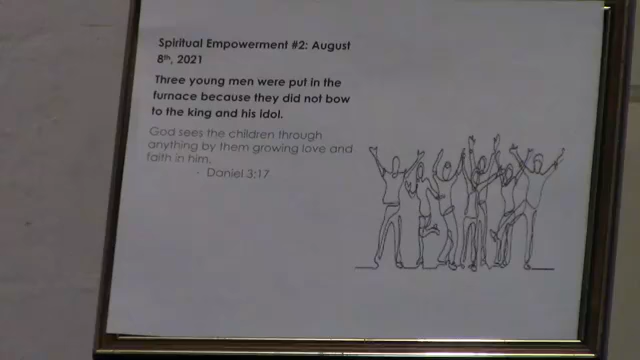 Spiritual Empowerment #2: August
8th, 2021
Three young men were put in the
furnace because they did not bow
to the king and his idol.
God sees the children through
anything by them growing love and
faith in him.
- Daniel 3:17